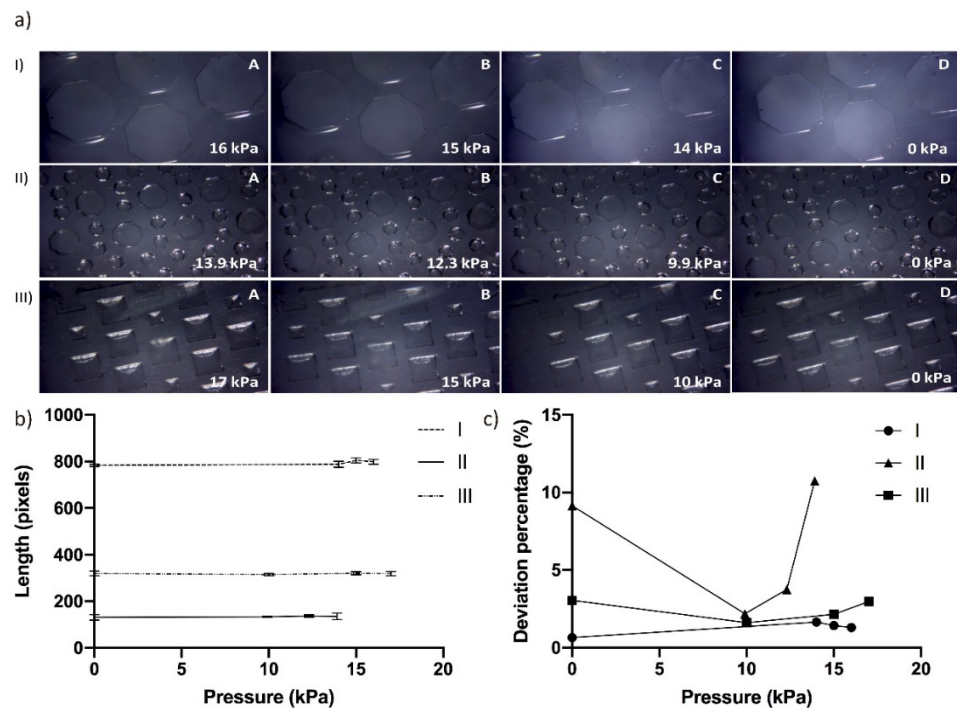 a)
I) A B C D
16 kPa 15 kPa 14 kPa 0 kPa
II) A B C D
13.9 kPa 12.3 kPa 9.9 kPa 0 kPa
III) A B C D
17 kPa 15 kPa 10 kPa 0 kPa
b)
1000
800
600
400
200
0
Length (pixels)
0 5 10 15 20
Pressure (kPa)
I
II
III
c)
15
10
5
0
Deviation percentage (%)
0 5 10 15 20
Pressure (kPa)
I
II
III